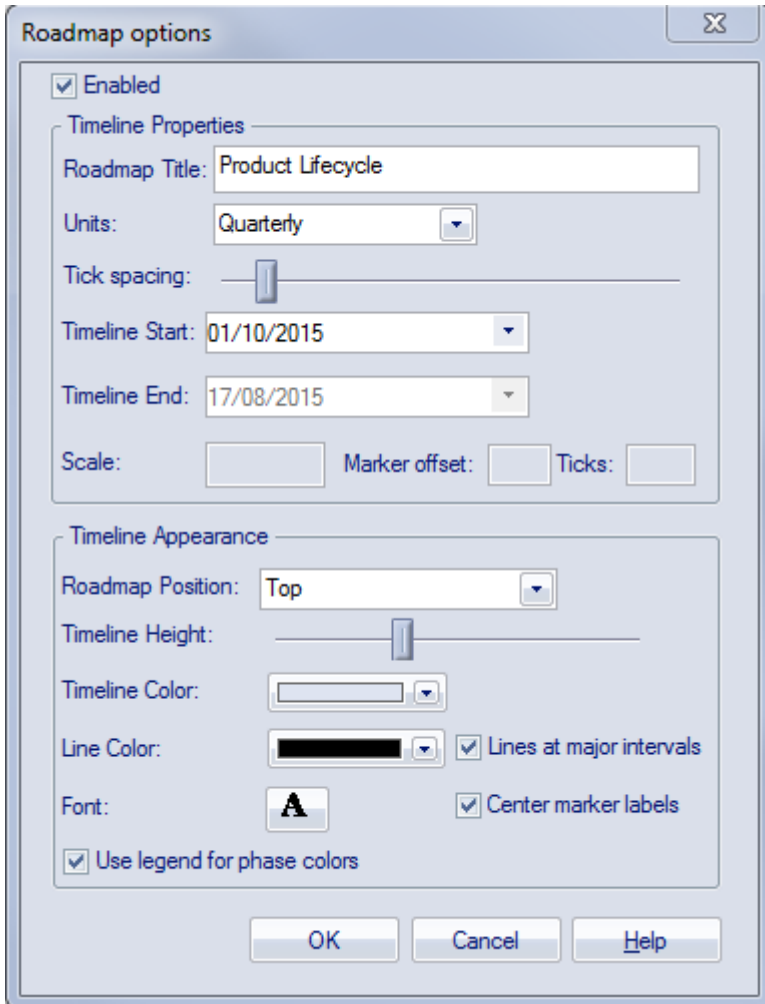 Roadmap options
Enabled
Timeline Properties
Roadmap Title: Product Lifecycle
Units: Quarterly
Tick spacing:
Timeline Start: 01/10/2015
Timeline End: 17/08/2015
Scale: Marker offset: Ticks:
Timeline Appearance
Roadmap Position: Top
Timeline Height:
Timeline Color:
Line Color: Lines at major intervals
Font: A Center marker labels
Use legend for phase colors
OK Cancel Help